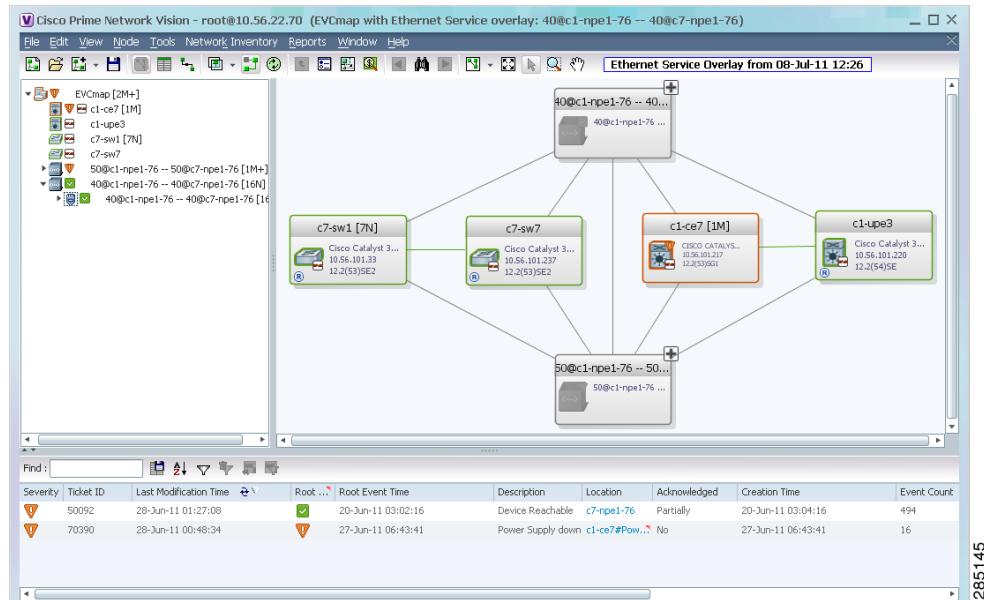 Cisco Prime Network Vision - root@10.56.22.70 (EVCmap with Ethernet Service overlay: 40@c1-npe1-76 -- 40@c7-npe1-76)
File Edit View Node Tools Network Inventory Reports Window Help
Ethernet Service Overlay from 08-Jul-11 12:26
EVCmap [2M+]
c1-ce7 [1M]
c1-upe3
c7-sw1 [7N]
c7-sw7
50@c1-npe1-76 -- 50@c7-npe1-76 [1M+]
40@c1-npe1-76 -- 40@c7-npe1-76 [16N]
40@c1-npe1-76 -- 40@c7-npe1-76 [16
40@c1-npe1-76 -- 40...
40@c1-npe1-76 ...
c7-sw1 [7N]
Cisco Catalyst 3...
10.56.101.33
12.2(53)SE2
R
c7-sw7
Cisco Catalyst 3...
10.56.101.237
12.2(53)SE2
R
c1-ce7 [1M]
CISCO CATALYS...
10.56.101.217
12.2(53)SG1
c1-upe3
Cisco Catalyst 3...
10.56.101.220
12.2(54)SE
R
50@c1-npe1-76 -- 50...
50@c1-npe1-76 ...
Find :
Severity Ticket ID Last Modification Time Root ... Root Event Time Description Location Acknowledged Creation Time Event Count
50092 28-Jun-11 01:27:08 20-Jun-11 03:02:16 Device Reachable c7-npe1-76 Partially 20-Jun-11 03:04:16 494
70390 28-Jun-11 00:48:34 27-Jun-11 06:43:41 Power Supply down c1-ce7#Pow... No 27-Jun-11 06:43:41 16
285145